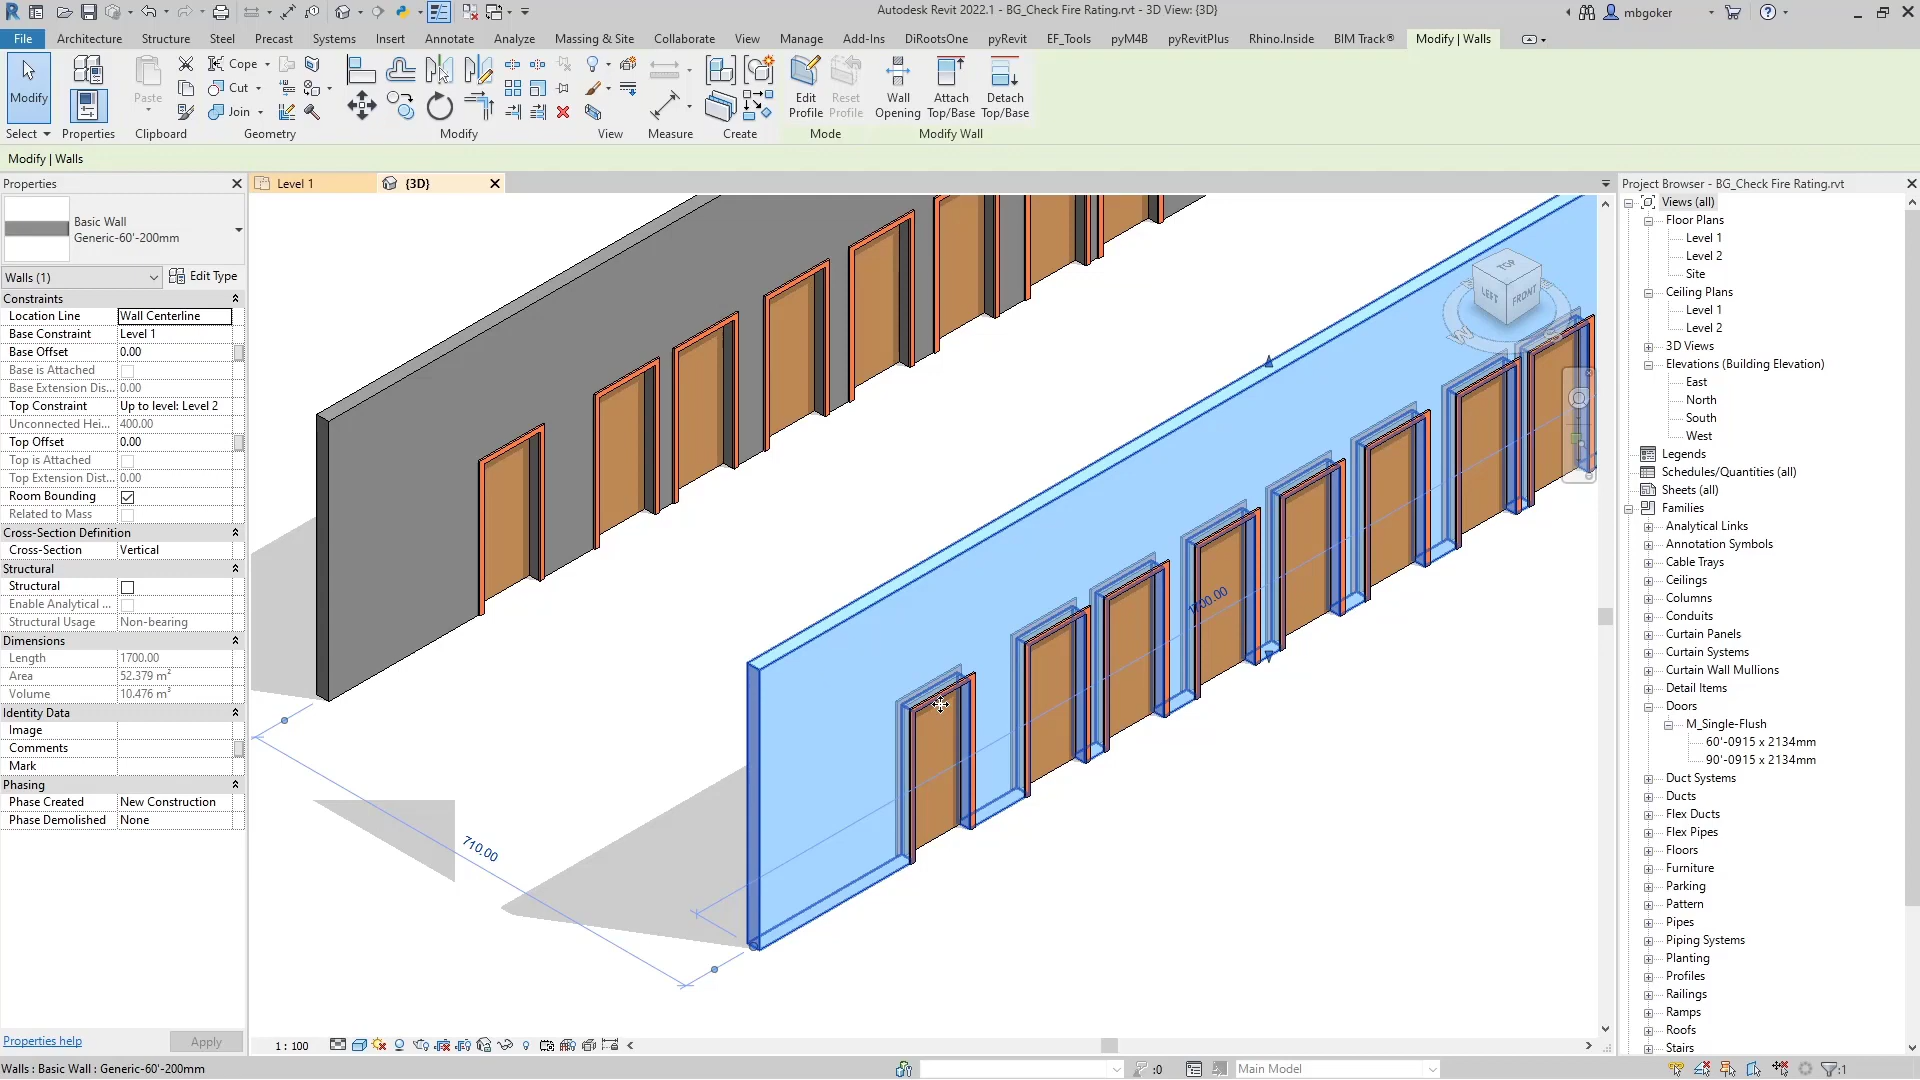 Autodesk Revit 2022.1 - BG_Check Fire Rating.rvt - 3D View: {3D}
mbgoker
File Architecture Structure Steel Precast Systems Insert Annotate Analyze Massing & Site Collaborate View Manage Add-Ins DiRootsOne pyRevit EF_Tools pyM4B pyRevitPlus Rhino.Inside BIM Track® Modify | Walls
Modify
Paste
Cope
Cut
Join
Edit Profile
Reset Profile
Wall Opening
Attach Top/Base
Detach Top/Base
Select Properties Clipboard Geometry Modify View Measure Create Mode Modify Wall
Modify | Walls
Properties
Basic Wall
Generic-60'-200mm
Walls (1) Edit Type
Constraints
Location Line Wall Centerline
Base Constraint Level 1
Base Offset 0.00
Base is Attached
Base Extension Dis... 0.00
Top Constraint Up to level: Level 2
Unconnected Hei... 400.00
Top Offset 0.00
Top is Attached
Top Extension Dist... 0.00
Room Bounding
Related to Mass
Cross-Section Definition
Cross-Section Vertical
Structural
Structural
Enable Analytical ...
Structural Usage Non-bearing
Dimensions
Length 1700.00
Area 52.379 m²
Volume 10.476 m³
Identity Data
Image
Comments
Mark
Phasing
Phase Created New Construction
Phase Demolished None
Properties help Apply
Level 1 {3D}
TOP
LEFT FRONT
W S
1700.00
710.00
1 : 100
Project Browser - BG_Check Fire Rating.rvt
Views (all)
Floor Plans
Level 1
Level 2
Site
Ceiling Plans
Level 1
Level 2
3D Views
Elevations (Building Elevation)
East
North
South
West
Legends
Schedules/Quantities (all)
Sheets (all)
Families
Analytical Links
Annotation Symbols
Cable Trays
Ceilings
Columns
Conduits
Curtain Panels
Curtain Systems
Curtain Wall Mullions
Detail Items
Doors
M_Single-Flush
60'-0915 x 2134mm
90'-0915 x 2134mm
Duct Systems
Ducts
Flex Ducts
Flex Pipes
Floors
Furniture
Parking
Pattern
Pipes
Piping Systems
Planting
Profiles
Railings
Ramps
Roofs
Stairs
Walls : Basic Wall : Generic-60'-200mm
:0
Main Model
:1